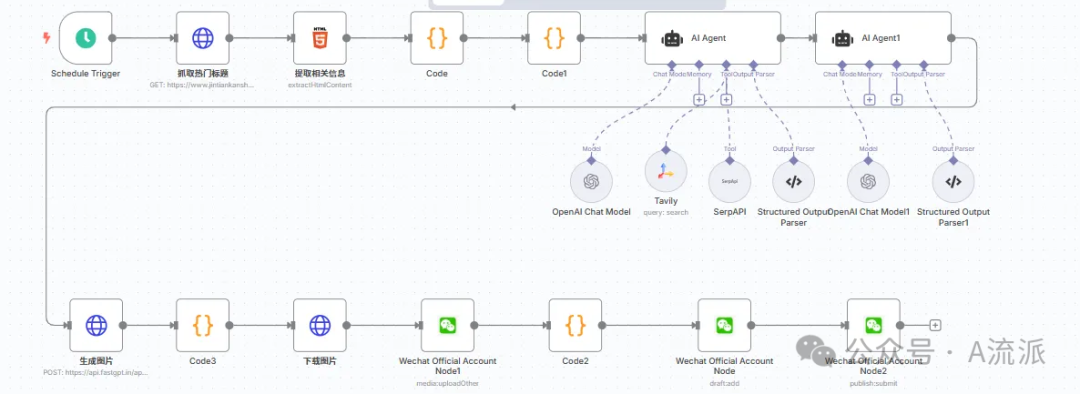 AI Agent
AI Agent1
Schedule Trigger
抓取热门标题
GET: https://www.jintiankansh...
提取相关信息
extractHtmlContent
Code
Code1
Chat Model
Memory
Tool
Output Parser
Chat Model
Memory
Tool
Output Parser
Model
Tool
Output Parser
Model
Output Parser
SerpApi
OpenAI Chat Model
Tavily
query: search
SerpAPI
Structured Output
Parser
OpenAI Chat Model1
Structured Output
Parser1
生成图片
POST: https://api.fastgpt.in/ap...
Code3
下载图片
Wechat Official Account
Node1
media:uploadOther
Code2
Wechat Official Account
Node
draft:add
Wechat Official Account
Node2
publish:submit
公众号 · A流派